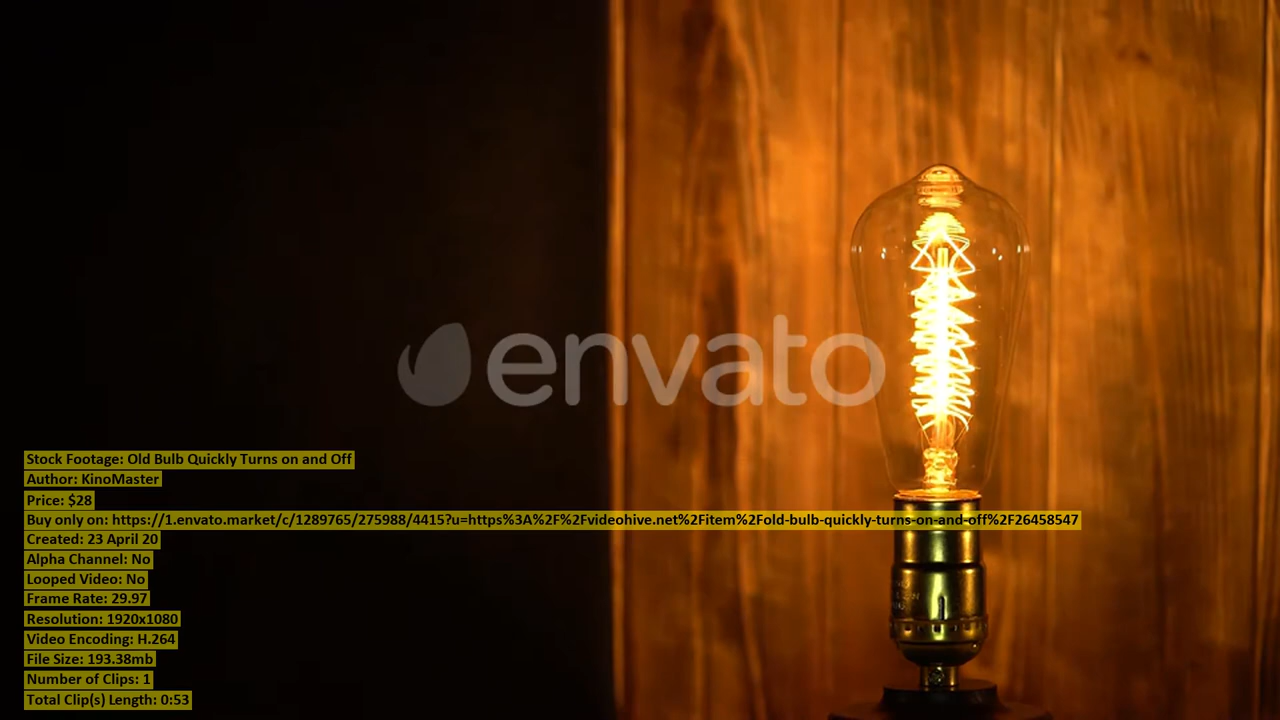 envato
Stock Footage: Old Bulb Quickly Turns on and Off
Author: KinoMaster
Price: $28
Buy only on: https://1.envato.market/c/1289765/275988/4415?u=https%3A%2F%2Fvideohive.net%2Fitem%2Fold-bulb-quickly-turns-on-and-off%2F26458547
Created: 23 April 20
Alpha Channel: No
Looped Video: No
Frame Rate: 29.97
Resolution: 1920x1080
Video Encoding: H.264
File Size: 193.38mb
Number of Clips: 1
Total Clip(s) Length: 0:53